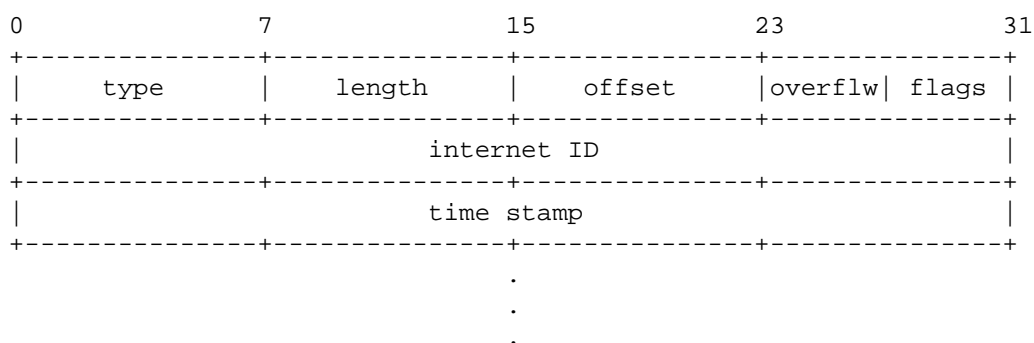 0               7               15              23              31
+---------------+---------------+---------------+---------------+
|     type      |    length     |    offset     |overflw| flags |
+---------------+---------------+---------------+---------------+
|                          internet ID                          |
+---------------+---------------+---------------+---------------+
|                          time stamp                           |
+---------------+---------------+---------------+---------------+
                                .
                                .
                                .